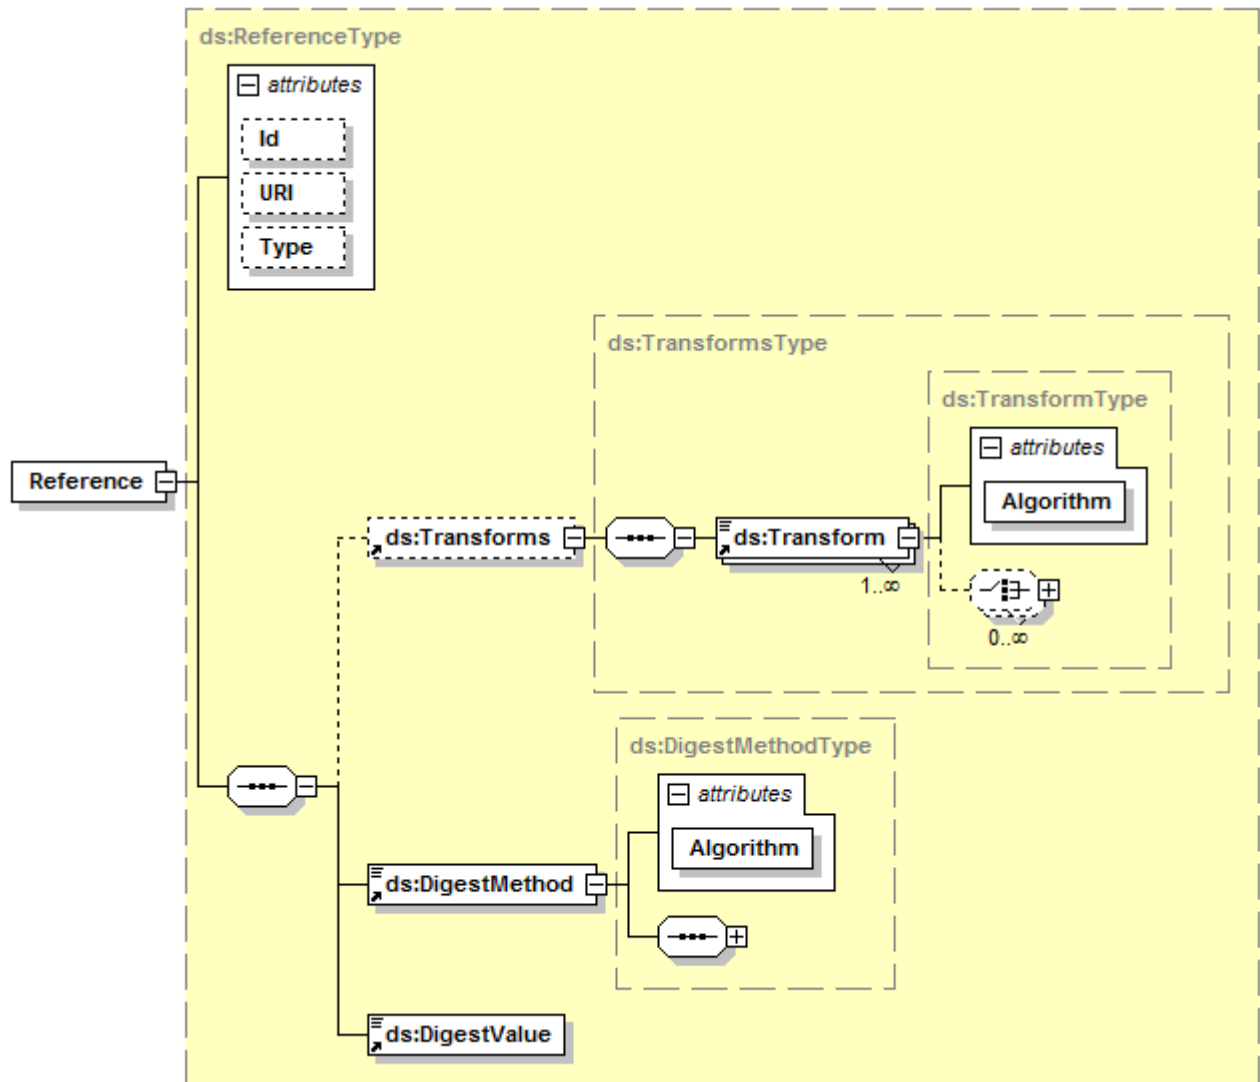 ds:ReferenceType
attributes
Id
URI
Type
ds:TransformsType
ds:TransformType
attributes
Reference
Algorithm
ds:Transforms
ds:Transform
1..∞
0..∞
ds:DigestMethodType
attributes
Algorithm
ds:DigestMethod
ds:DigestValue